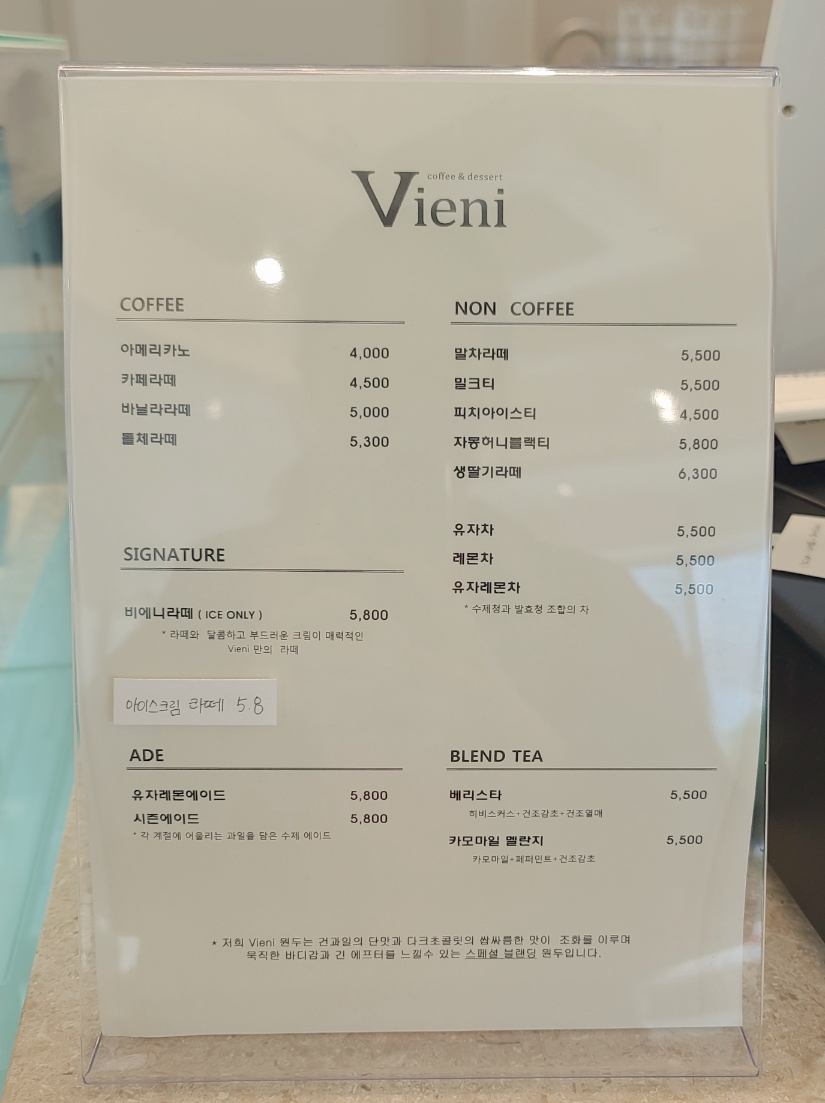 coffee & dessert
Vieni
COFFEE
아메리카노 4,000
카페라떼 4,500
바닐라라떼 5,000
돌체라떼 5,300
SIGNATURE
비에니라떼 ( ICE ONLY ) 5,800
* 라떼와 달콤하고 부드러운 크림이 매력적인
Vieni 만의 라떼
아이스크림 라떼 5.8
ADE
유자레몬에이드 5,800
시즌에이드 5,800
* 각 계절에 어울리는 과일을 담은 수제 에이드
NON COFFEE
말차라떼 5,500
밀크티 5,500
피치아이스티 4,500
자몽허니블랙티 5,800
생딸기라떼 6,300
유자차 5,500
레몬차 5,500
유자레몬차 5,500
* 수제청과 발효청 조합의 차
BLEND TEA
베리스타 5,500
히비스커스+건조감초+건조열매
카모마일 멜란지 5,500
카모마일+페퍼민트+건조감초
* 저희 Vieni 원두는 건과일의 단맛과 다크초콜릿의 쌉싸름한 맛이 조화를 이루며
묵직한 바디감과 긴 에프터를 느낄수 있는 스페셜 블랜딩 원두입니다.